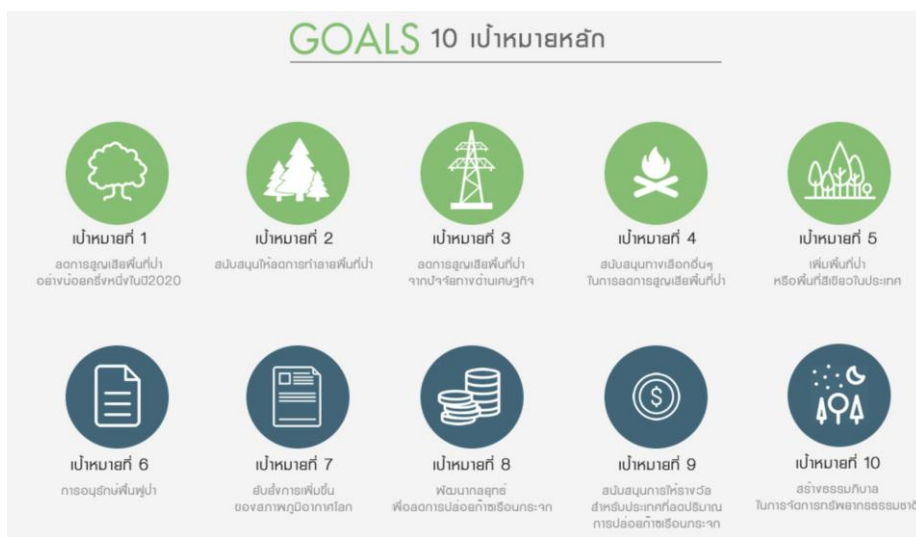 GOALS 10 เป้าหมายหลัก
เป้าหมายที่ 1
ลดการสูญเสียพื้นที่ป่า
อย่างน้อยครึ่งหนึ่งในปี2020
เป้าหมายที่ 2
สนับสนุนให้ลดการทำลายพื้นที่ป่า
เป้าหมายที่ 3
ลดการสูญเสียพื้นที่ป่า
จากปัจจัยทางด้านเศษฐกิจ
เป้าหมายที่ 4
สนับสนุนทางเลือกอื่นๆ
ในการลดการสูญเสียพื้นที่ป่า
เป้าหมายที่ 5
เพิ่มพื้นที่ป่า
หรือพื้นที่สีเขียวในประเทศ
เป้าหมายที่ 6
การอนุรักษ์ฟื้นฟูป่า
เป้าหมายที่ 7
ยับยั้งการเพิ่มขึ้น
ของสภาพภูมิอากาศโลก
เป้าหมายที่ 8
พัฒนากลยุทธ์
เพื่อลดการปล่อยก๊าซเรือนกระจก
เป้าหมายที่ 9
$
สนับสนุนการให้รางวัล
สำหรับประเทศที่ลดปริมาณ
การปล่อยก๊าซเรือนกระจก
เป้าหมายที่ 10
สร้างธรรมภิบาล
ในการจัดการทรัพยากรธรรมชาติ